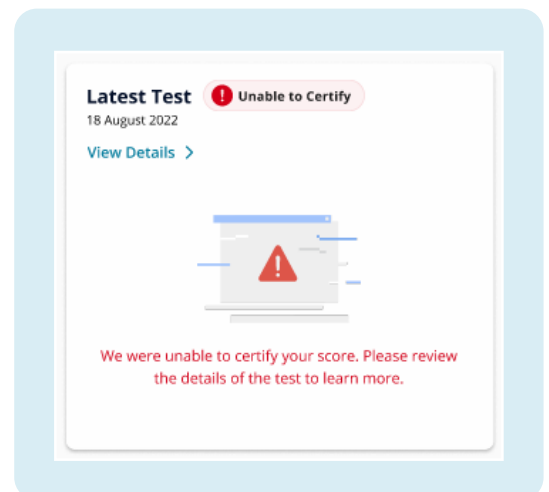 Latest Test ! Unable to Certify
18 August 2022
View Details >
We were unable to certify your score. Please review
the details of the test to learn more.